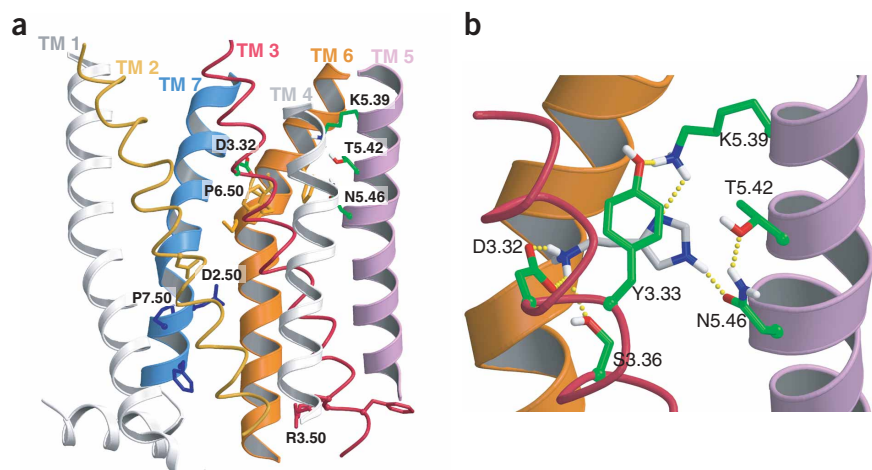 a
TM 1
TM 2
TM 7
TM 3
TM 4
TM 6
TM 5
K5.39
D3.32
T5.42
P6.50
N5.46
D2.50
P7.50
R3.50
b
K5.39
T5.42
D3.32
Y3.33
N5.46
S3.36